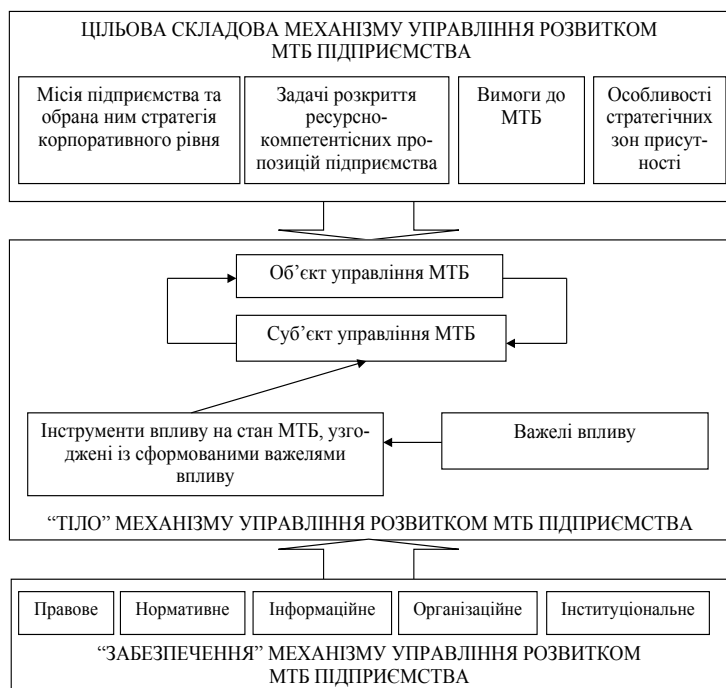 ЦІЛЬОВА СКЛАДОВА МЕХАНІЗМУ УПРАВЛІННЯ РОЗВИТКОМ
МТБ ПІДПРИЄМСТВА
Місія підприємства та
обрана ним стратегія
корпоративного рівня
Задачі розкриття
ресурсно-
компетентісних про-
позицій підприємства
Вимоги до
МТБ
Особливості
стратегічних
зон присут-
ності
Об’єкт управління МТБ
Суб’єкт управління МТБ
Інструменти впливу на стан МТБ, узго-
джені із сформованими важелями
впливу
Важелі впливу
“ТІЛО” МЕХАНІЗМУ УПРАВЛІННЯ РОЗВИТКОМ МТБ ПІДПРИЄМСТВА
Правове
Нормативне
Інформаційне
Організаційне
Інституціональне
“ЗАБЕЗПЕЧЕННЯ” МЕХАНІЗМУ УПРАВЛІННЯ РОЗВИТКОМ
МТБ ПІДПРИЄМСТВА